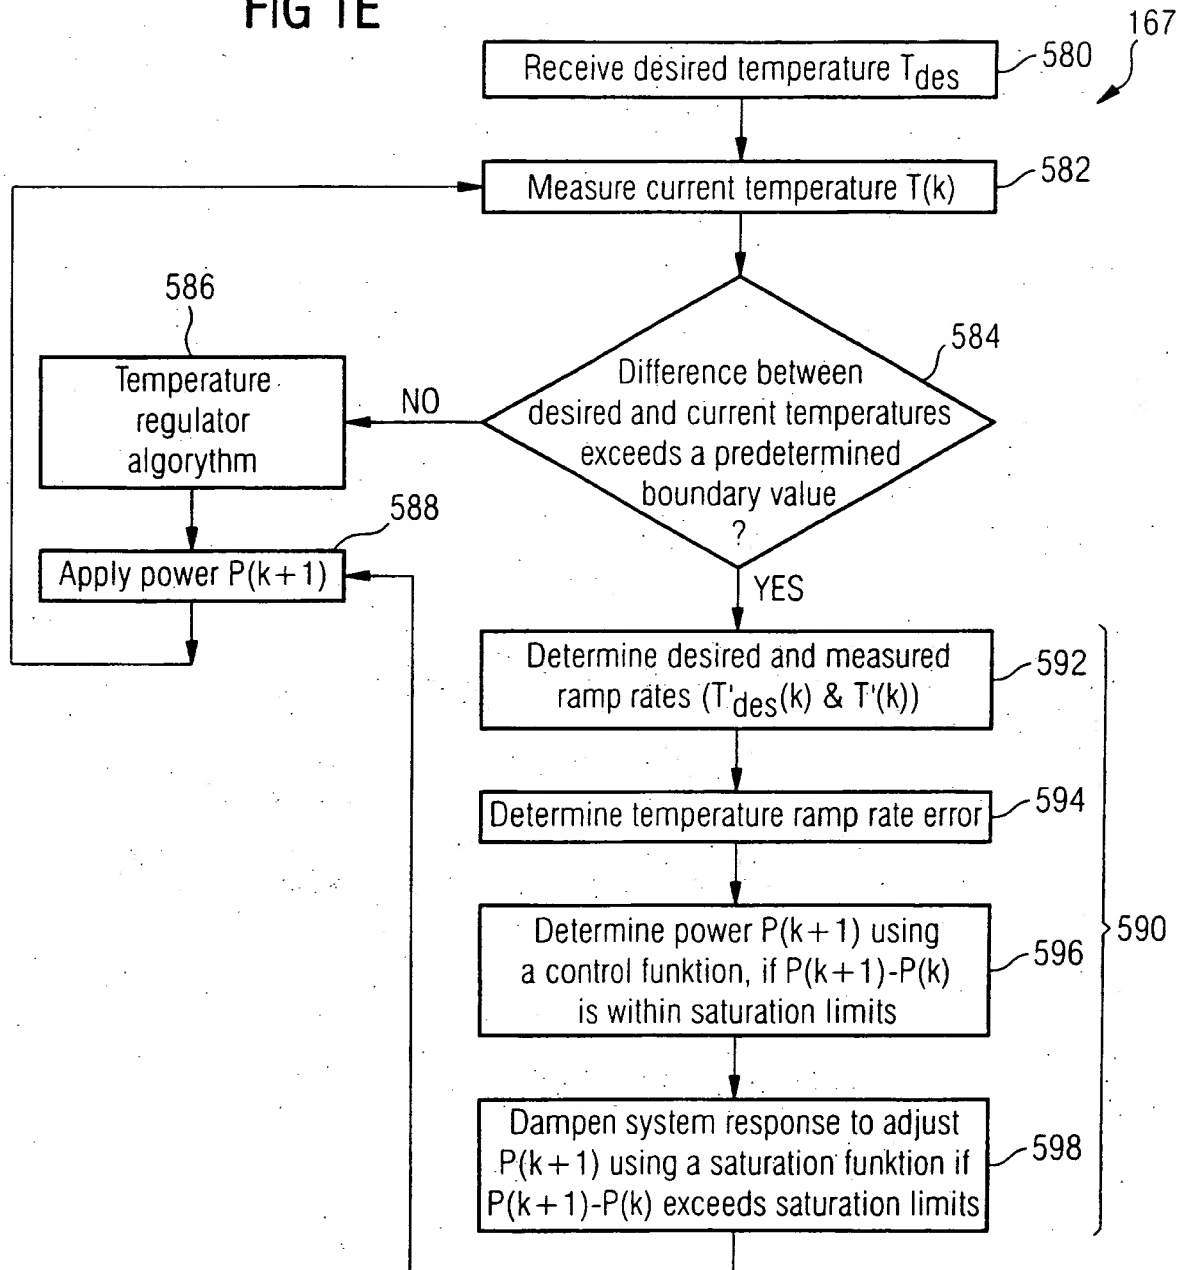 FIG 1E
167
Receive desired temperature Tdes
580
Measure current temperature T(k)
582
586
584
Temperature
regulator
algorythm
NO
Difference between
desired and current temperatures
exceeds a predetermined
boundary value
?
588
Apply power P(k+1)
YES
Determine desired and measured
ramp rates (T'des(k) & T'(k))
592
Determine temperature ramp rate error
594
Determine power P(k+1) using
a control funktion, if P(k+1)-P(k)
is within saturation limits
596
590
Dampen system response to adjust
P(k+1) using a saturation funktion if
P(k+1)-P(k) exceeds saturation limits
598